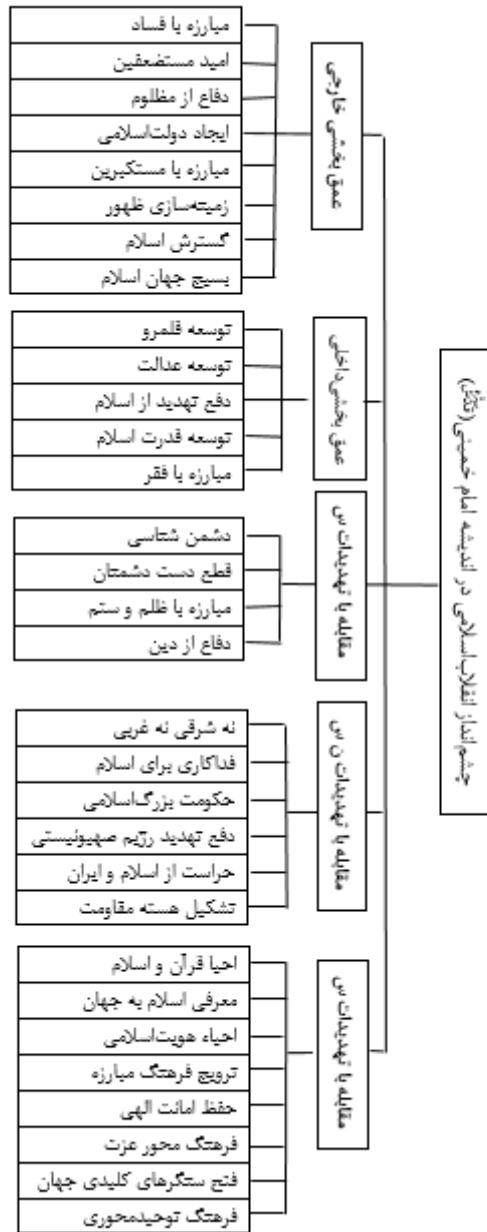 چشم‌انداز انقلاب‌اسلامی در اندیشه امام خمینی(قدّس‌سرّه)
عمق بخشی خارجی
مبارزه با فساد
امید مستضعفین
دفاع از مظلوم
ایجاد دولت‌اسلامی
مبارزه با مستکبرین
زمینه‌سازی ظهور
گسترش اسلام
بسیج جهان اسلام
عمق بخشی‌داخلی
توسعه قلمرو
توسعه عدالت
دفع تهدید از اسلام
توسعه قدرت اسلام
مبارزه با فقر
مقابله با تهدیدات س
دشمن شناسی
قطع دست دشمنان
مبارزه با ظلم و ستم
دفاع از دین
مقابله با تهدیدات ن س
نه شرقی نه غربی
فداکاری برای اسلام
حکومت بزرگ‌اسلامی
دفع تهدید رژیم صهیونیستی
حراست از اسلام و ایران
تشکیل هسته مقاومت
مقابله با تهدیدات س
احیا قرآن و اسلام
معرفی اسلام به جهان
احیاء هویت‌اسلامی
ترویج فرهنگ مبارزه
حفظ امانت الهی
فرهنگ محور عزت
فتح سنگرهای کلیدی جهان
فرهنگ توحیدمحوری